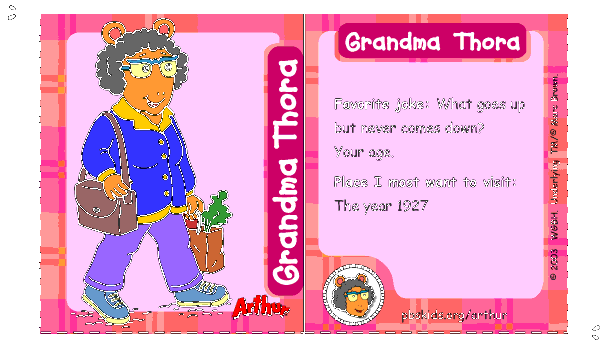 Grandma Thora
Arthur
Grandma Thora
Favorite joke: What goes up
but never comes down?
Your age.
Place I most want to visit:
The year 1927
pbskids.org/arthur